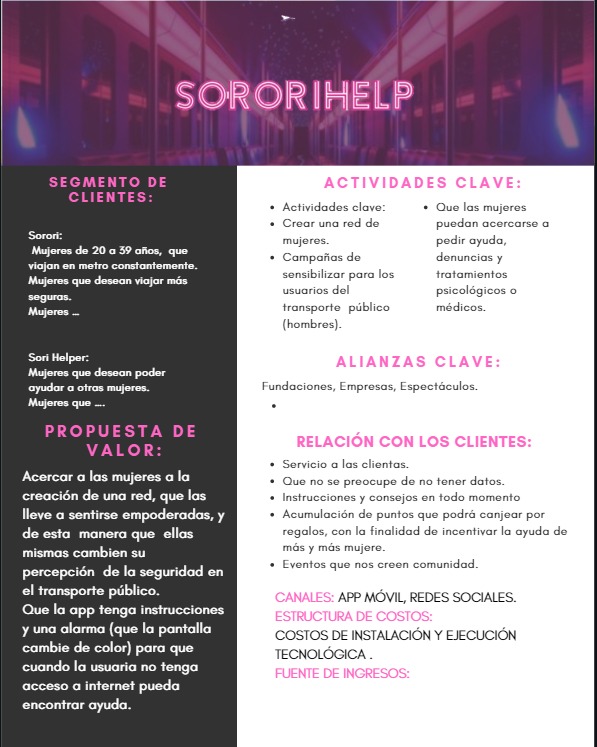 SORORIHELP
SEGMENTO DE
CLIENTES:
Sorori:
Mujeres de 20 a 39 años, que
viajan en metro constantemente.
Mujeres que desean viajar más
seguras.
Mujeres ...
Sori Helper:
Mujeres que desean poder
ayudar a otras mujeres.
Mujeres que ....
PROPUESTA DE
VALOR:
Acercar a las mujeres a la
creación de una red, que las
lleve a sentirse empoderadas, y
de esta manera que ellas
mismas cambien su
percepción de la seguridad en
el transporte público.
Que la app tenga instrucciones
y una alarma (que la pantalla
cambie de color) para que
cuando la usuaria no tenga
acceso a internet pueda
encontrar ayuda.
ACTIVIDADES CLAVE:
• Actividades clave:
• Crear una red de
mujeres.
• Campañas de
sensibilizar para los
usuarios del
transporte público
(hombres).
• Que las mujeres
puedan acercarse a
pedir ayuda,
denuncias y
tratamientos
psicológicos o
médicos.
ALIANZAS CLAVE:
Fundaciones, Empresas, Espectáculos.
•
RELACIÓN CON LOS CLIENTES:
• Servicio a las clientas.
• Que no se preocupe de no tener datos.
• Instrucciones y consejos en todo momento
• Acumulación de puntos que podrá canjear por
regalos, con la finalidad de incentivar la ayuda de
más y más mujere.
• Eventos que nos creen comunidad.
CANALES: APP MÓVIL, REDES SOCIALES.
ESTRUCTURA DE COSTOS:
COSTOS DE INSTALACIÓN Y EJECUCIÓN
TECNOLÓGICA .
FUENTE DE INGRESOS: